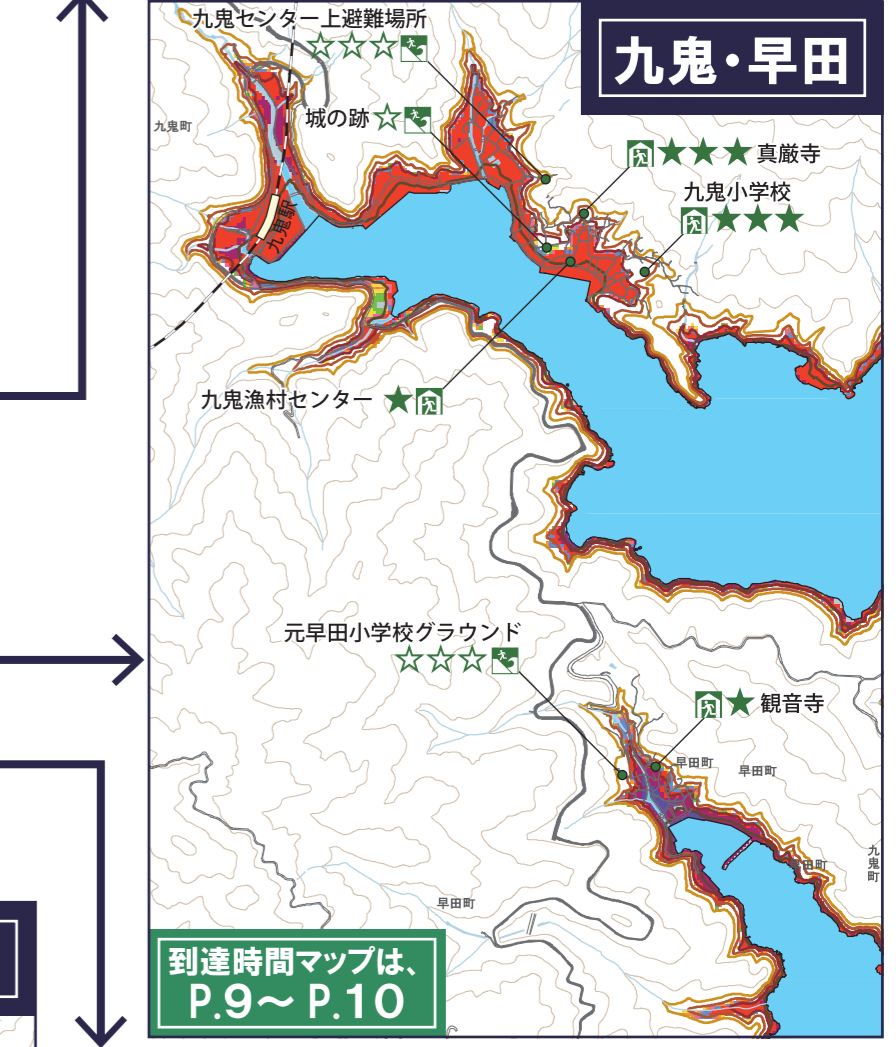 九鬼センター上避難場所
☆☆☆
九鬼・早田
城の跡 ☆
九鬼町
★★★ 真厳寺
九鬼小学校
★★★
九鬼駅
九鬼漁村センター ★
元早田小学校グラウンド
☆☆☆
★ 観音寺
早田町
早田町
早田町
九鬼町
早田町
到達時間マップは、
P.9〜 P.10